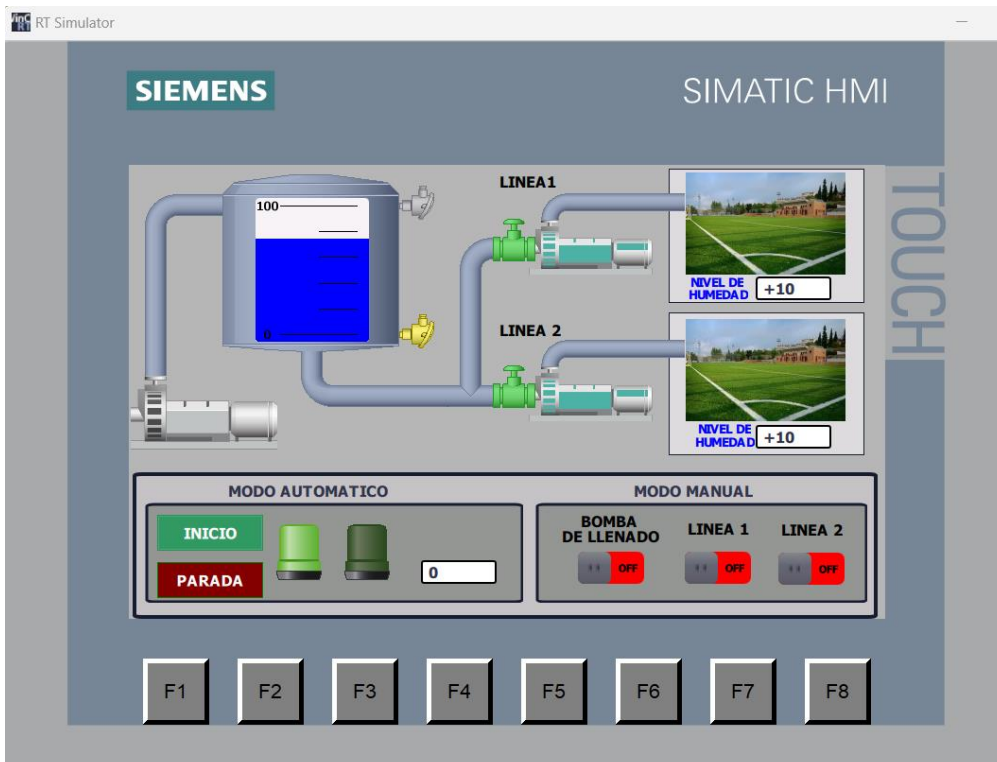 WinCC RT RT Simulator
SIEMENS
SIMATIC HMI
TOUCH
LINEA1
100
0
NIVEL DE
HUMEDAD +10
LINEA 2
NIVEL DE
HUMEDAD +10
MODO AUTOMATICO
INICIO
PARADA
0
MODO MANUAL
BOMBA
DE LLENADO
LINEA 1
LINEA 2
OFF
OFF
OFF
F1 F2 F3 F4 F5 F6 F7 F8